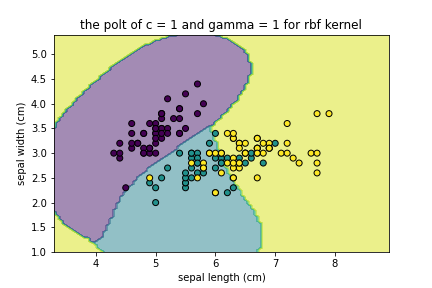 the polt of c = 1 and gamma = 1 for rbf kernel
sepal width (cm)
5.0
4.5
4.0
3.5
3.0
2.5
2.0
1.5
1.0
4 5 6 7 8
sepal length (cm)